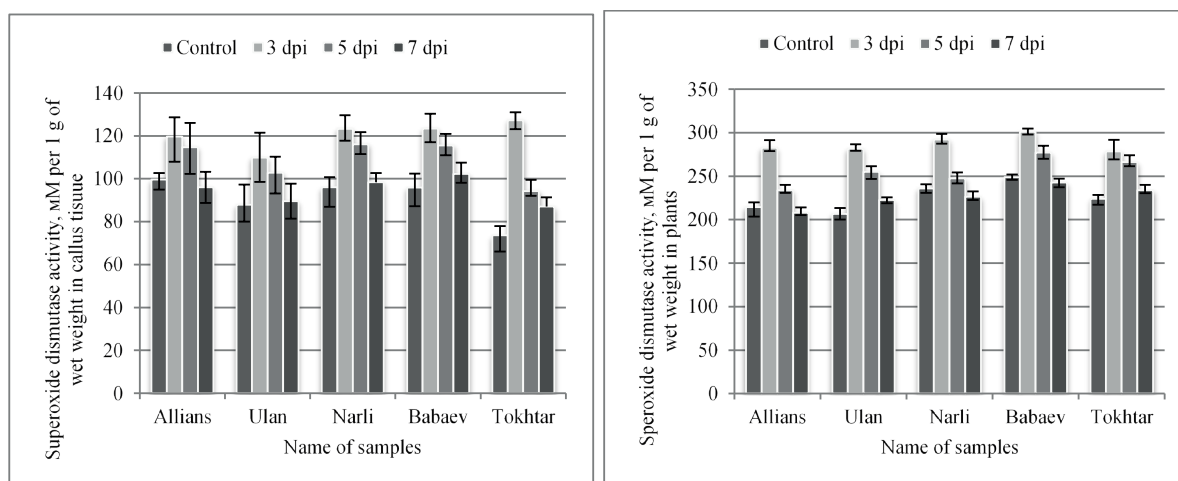 Control 3 dpi 5 dpi 7 dpi
Superoxide dismutase activity, мM per 1 g of
wet weight in callus tisuue
140
120
100
80
60
40
20
0
Allians Ulan Narli Babaev Tokhtar
Name of samples
Control 3 dpi 5 dpi 7 dpi
Speroxide dismutase activity, мM per 1 g of
wet weight in plants
350
300
250
200
150
100
50
0
Allians Ulan Narli Babaev Tokhtar
Name of samples